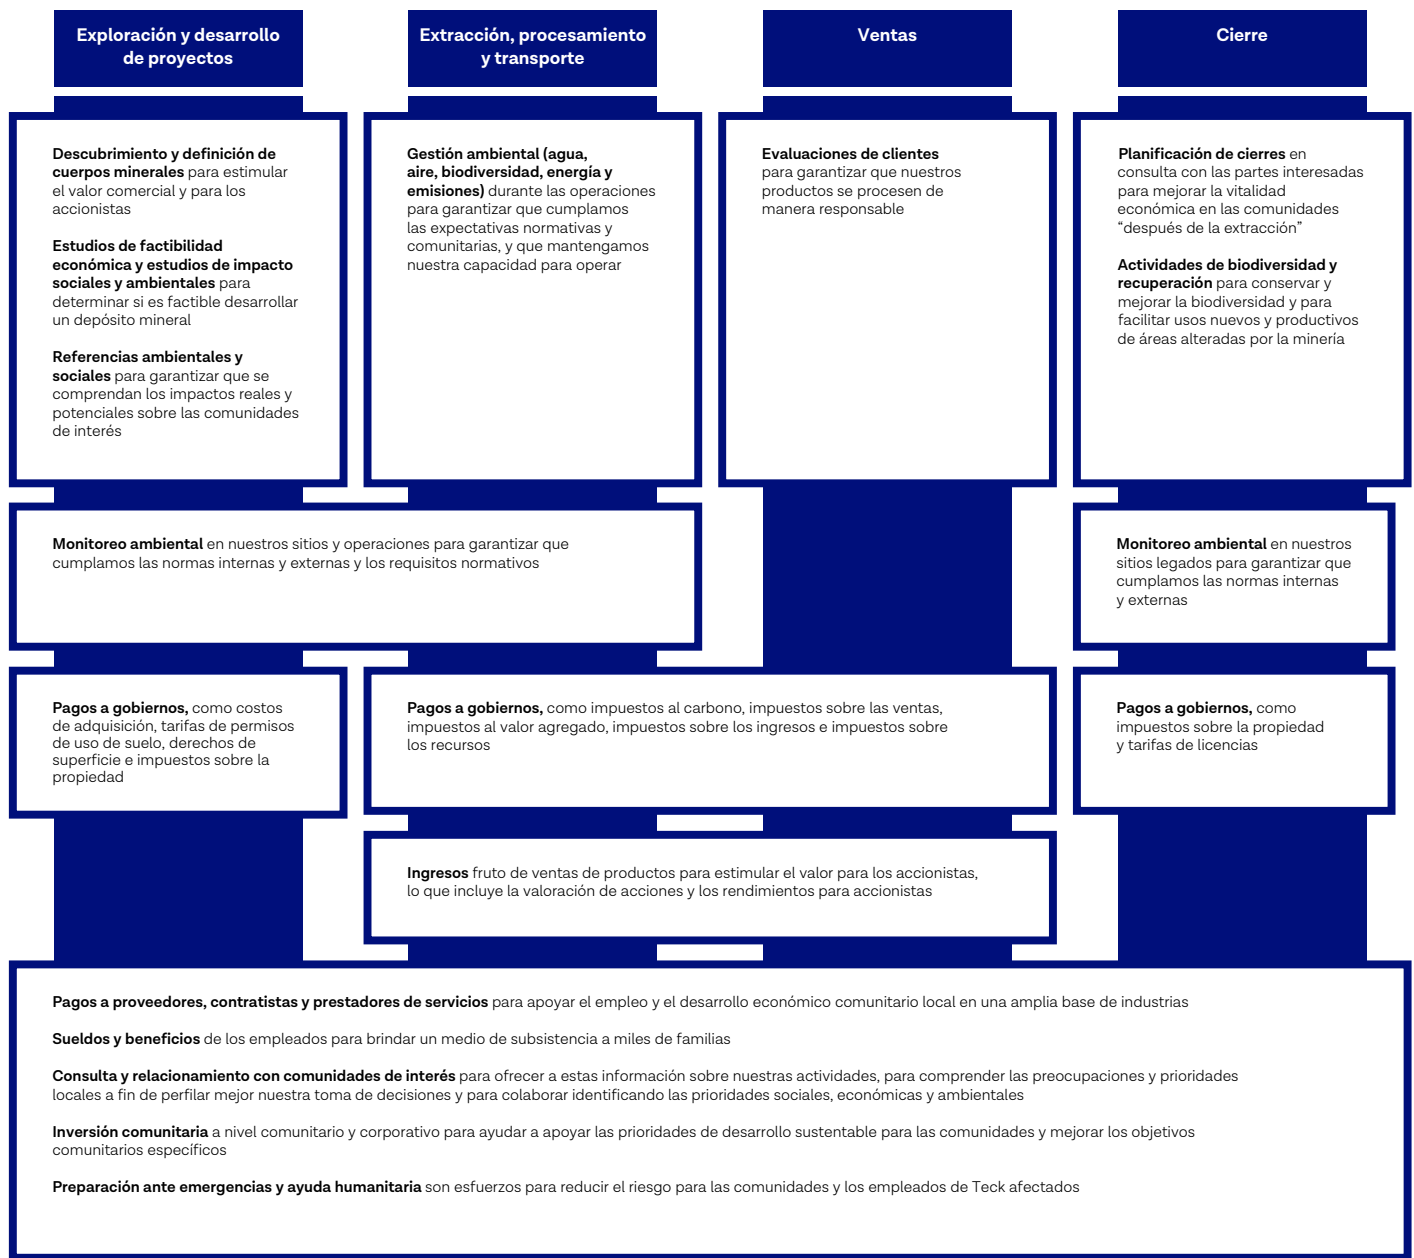 Exploración y desarrollo
de proyectos
Extracción, procesamiento
y transporte
Ventas
Cierre
Descubrimiento y definición de
cuerpos minerales para estimular
el valor comercial y para los
accionistas
Estudios de factibilidad
económica y estudios de impacto
sociales y ambientales para
determinar si es factible desarrollar
un depósito mineral
Referencias ambientales y
sociales para garantizar que se
comprendan los impactos reales y
potenciales sobre las comunidades
de interés
Gestión ambiental (agua,
aire, biodiversidad, energía y
emisiones) durante las operaciones
para garantizar que cumplamos
las expectativas normativas y
comunitarias, y que mantengamos
nuestra capacidad para operar
Evaluaciones de clientes
para garantizar que nuestros
productos se procesen de
manera responsable
Planificación de cierres en
consulta con las partes interesadas
para mejorar la vitalidad
económica en las comunidades
“después de la extracción”
Actividades de biodiversidad y
recuperación para conservar y
mejorar la biodiversidad y para
facilitar usos nuevos y productivos
de áreas alteradas por la minería
Monitoreo ambiental en nuestros sitios y operaciones para garantizar que
cumplamos las normas internas y externas y los requisitos normativos
Monitoreo ambiental en nuestros
sitios legados para garantizar que
cumplamos las normas internas
y externas
Pagos a gobiernos, como costos
de adquisición, tarifas de permisos
de uso de suelo, derechos de
superficie e impuestos sobre la
propiedad
Pagos a gobiernos, como impuestos al carbono, impuestos sobre las ventas,
impuestos al valor agregado, impuestos sobre los ingresos e impuestos sobre
los recursos
Pagos a gobiernos, como
impuestos sobre la propiedad
y tarifas de licencias
Ingresos fruto de ventas de productos para estimular el valor para los accionistas,
lo que incluye la valoración de acciones y los rendimientos para accionistas
Pagos a proveedores, contratistas y prestadores de servicios para apoyar el empleo y el desarrollo económico comunitario local en una amplia base de industrias
Sueldos y beneficios de los empleados para brindar un medio de subsistencia a miles de familias
Consulta y relacionamiento con comunidades de interés para ofrecer a estas información sobre nuestras actividades, para comprender las preocupaciones y prioridades
locales a fin de perfilar mejor nuestra toma de decisiones y para colaborar identificando las prioridades sociales, económicas y ambientales
Inversión comunitaria a nivel comunitario y corporativo para ayudar a apoyar las prioridades de desarrollo sustentable para las comunidades y mejorar los objetivos
comunitarios específicos
Preparación ante emergencias y ayuda humanitaria son esfuerzos para reducir el riesgo para las comunidades y los empleados de Teck afectados